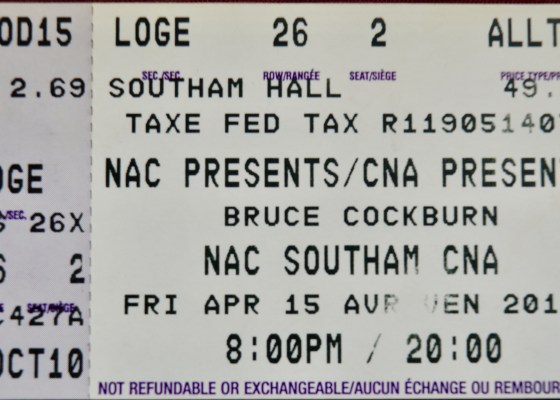 OD15
2.69
OGE
SEC.
26X
2
SEAT/SIÈGE
C427A
OCT10
LOGE 26 2 ALLT
SEC./SEC. ROW/RANGÉE SEAT/SIÈGE PRICE TYPE/PR
SOUTHAM HALL 49.
TAXE FED TAX R119051407
NAC PRESENTS/CNA PRESEN
BRUCE COCKBURN
NAC SOUTHAM CNA
FRI APR 15 AVR VEN 201
8:00PM / 20:00
NOT REFUNDABLE OR EXCHANGEABLE/AUCUN ÉCHANGE OU REMBOUR